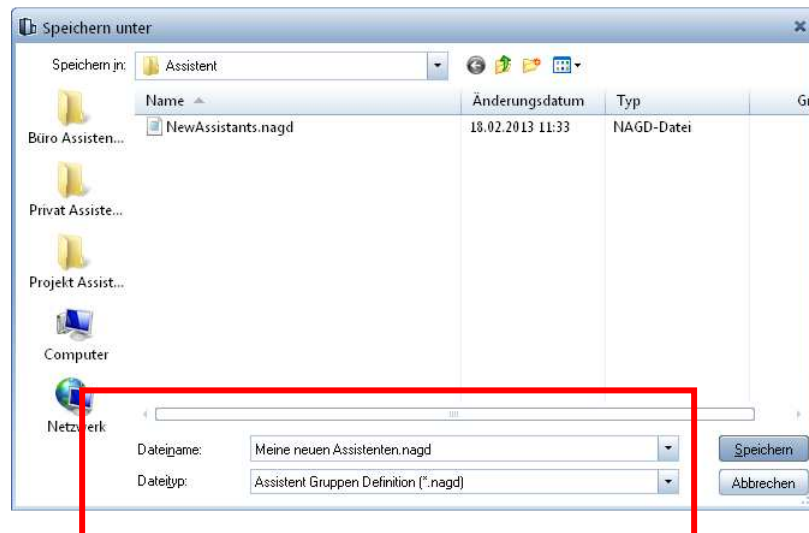 Speichern unter
Speichern in: Assistent
Name Änderungsdatum Typ
NewAssistants.nagd 18.02.2013 11:33 NAGD-Datei
Büro Assisten...
Privat Assiste...
Projekt Assist...
Computer
Netzwerk
Dateiname: Meine neuen Assistenten.nagd Speichern
Dateityp: Assistent Gruppen Definition (*.nagd) Abbrechen